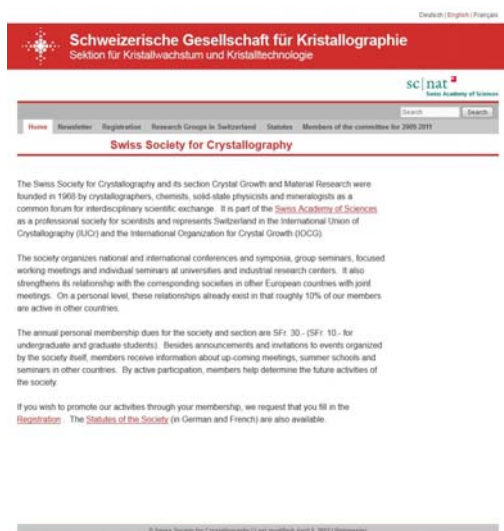 Deutsch | English | Français
Schweizerische Gesellschaft für Kristallographie
Sektion für Kristallwachstum und Kristalltechnologie
sc|nat
Swiss Academy of Sciences
Search Search
Home Newsletter Registration Research Groups in Switzerland Statutes Members of the committee for 2009-2011
Swiss Society for Crystallography
The Swiss Society for Crystallography and its section Crystal Growth and Material Research were
founded in 1968 by crystallographers, chemists, solid-state physicists and mineralogists as a
common forum for interdisciplinary scientific exchange. It is part of the Swiss Academy of Sciences
as a professional society for scientists and represents Switzerland in the International Union of
Crystallography (IUCr) and the International Organization for Crystal Growth (IOCG).
The society organizes national and international conferences and symposia, group seminars, focused
working meetings and individual seminars at universities and industrial research centers. It also
strengthens its relationship with the corresponding societies in other European countries with joint
meetings. On a personal level, these relationships already exist in that roughly 10% of our members
are active in other countries.
The annual personal membership dues for the society and section are SFr. 30.- (SFr. 10.- for
undergraduate and graduate students). Besides announcements and invitations to events organized
by the society itself, members receive information about up-coming meetings, summer schools and
seminars in other countries. By active participation, members help determine the future activities of
the society.
If you wish to promote our activities through your membership, we request that you fill in the
Registration . The Statutes of the Society (in German and French) are also available.
© Swiss Society for Crystallography | Last modified: April